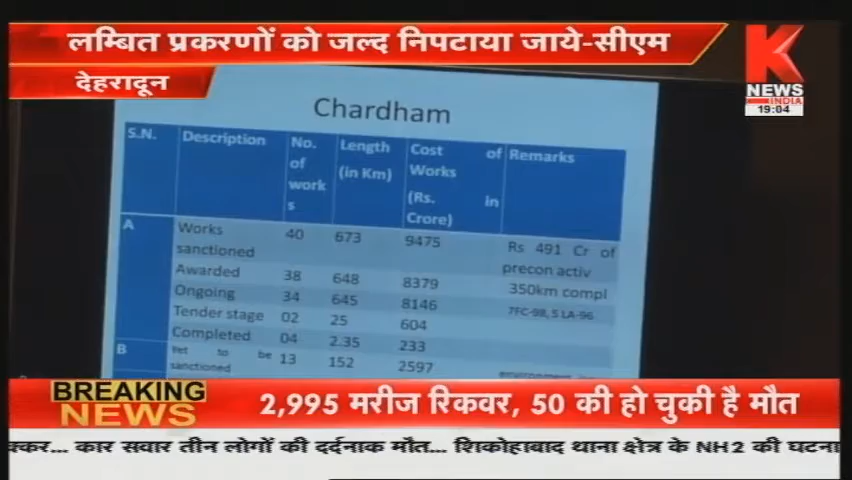 लम्बित प्रकरणों को जल्द निपटाया जाये-सीएम
देहरादून
K
NEWS
INDIA
19:04
Chardham
S.N. Description No. of work s Length (in Km) Cost of Works (Rs. in Crore) Remarks
A Works sanctioned 40 673 9475 Rs 491 Cr of precon activ
Awarded 38 648 8379 350km compl
Ongoing 34 645 8146 7FC-98, 5 LA-96
Tender stage 02 25 604
Completed 04 2.35 233
B Yet to be sanctioned 13 152 2597
BREAKING NEWS
2,995 मरीज रिकवर, 50 की हो चुकी है मौत
क्कर... कार सवार तीन लोगों की दर्दनाक मौत... शिकोहाबाद थाना क्षेत्र के NH2 की घटना